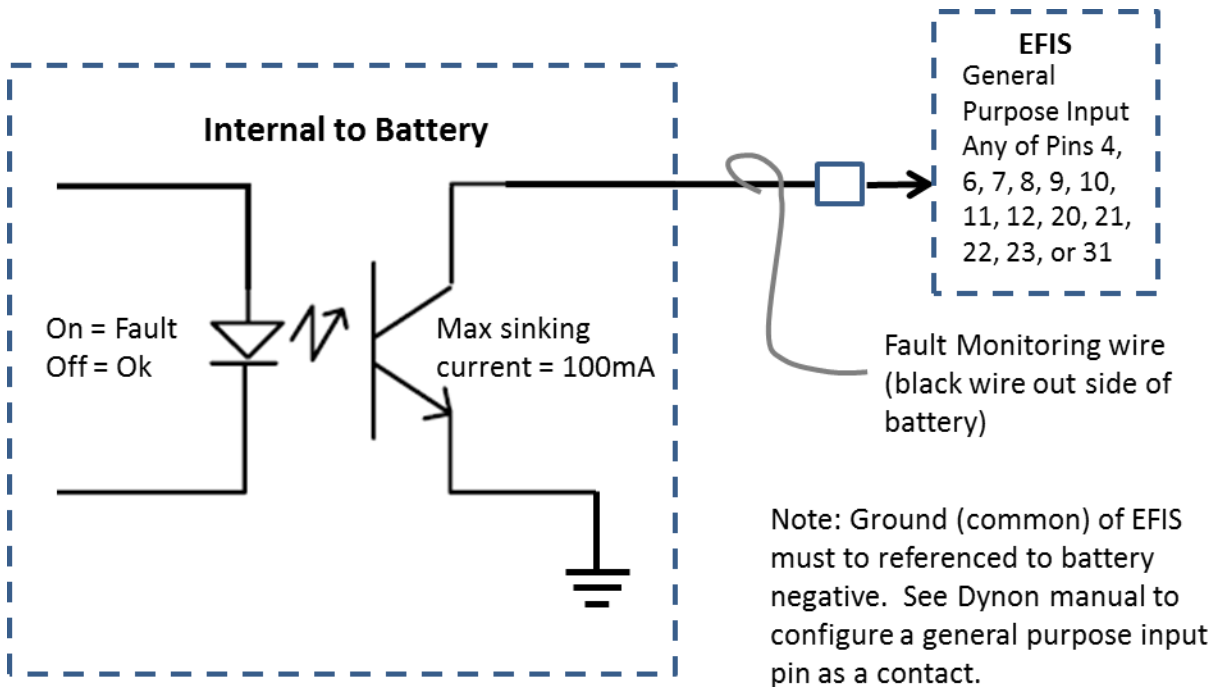 EFIS
General
Purpose Input
Any of Pins 4,
6, 7, 8, 9, 10,
11, 12, 20, 21,
22, 23, or 31
Internal to Battery
On = Fault
Off = Ok
Max sinking
current = 100mA
Fault Monitoring wire
(black wire out side of
battery)
Note: Ground (common) of EFIS
must to referenced to battery
negative.  See Dynon manual to
configure a general purpose input
pin as a contact.